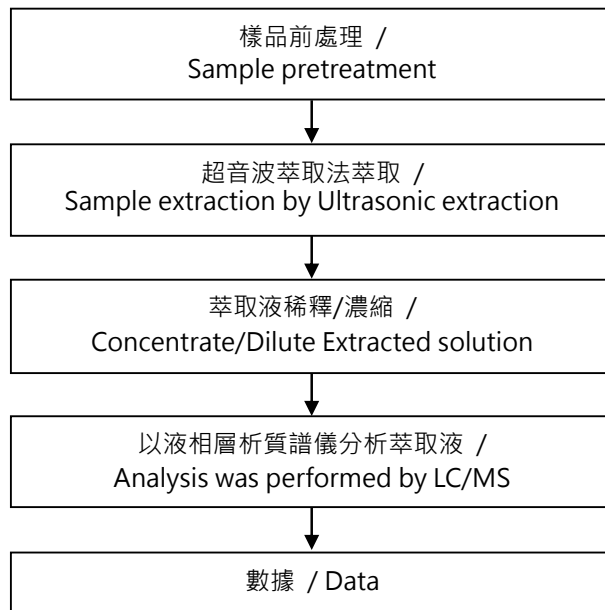 樣品前處理 /
Sample pretreatment
超音波萃取法萃取 /
Sample extraction by Ultrasonic extraction
萃取液稀釋/濃縮 /
Concentrate/Dilute Extracted solution
以液相層析質譜儀分析萃取液 /
Analysis was performed by LC/MS
數據 / Data